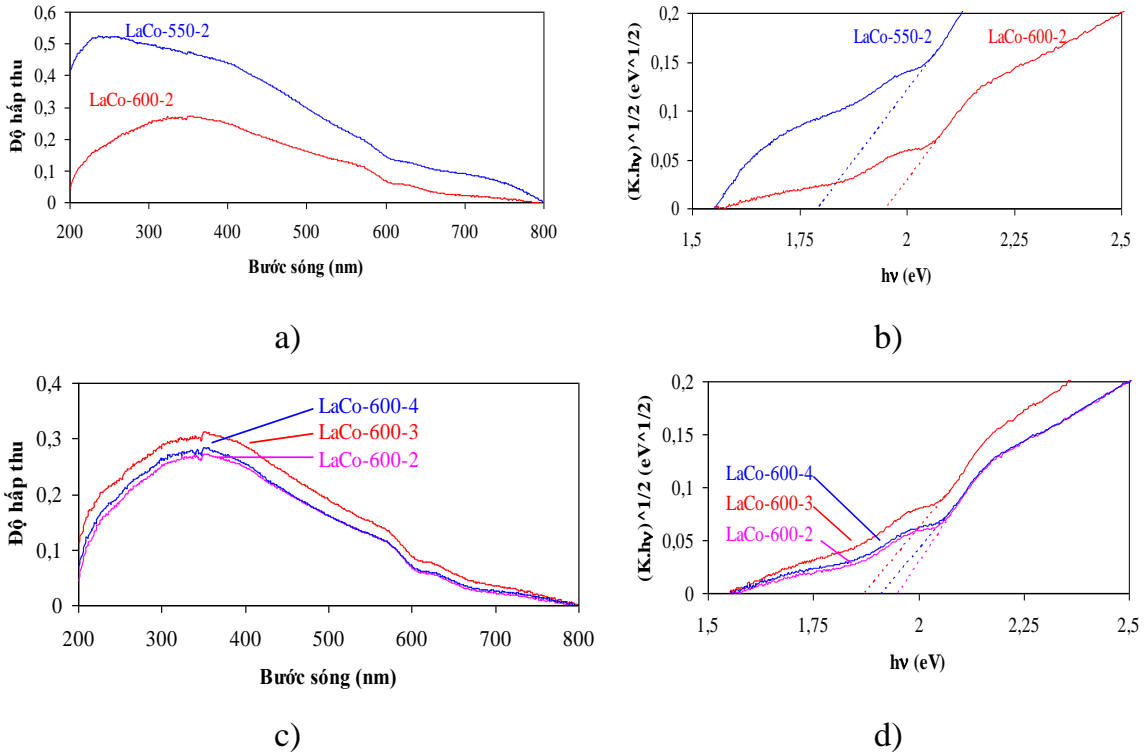 0,6
0,5
0,4
0,3
0,2
0,1
0
200 300 400 500 600 700 800
Độ hấp thu
Bước sóng (nm)
LaCo-550-2
LaCo-600-2
a)
0,2
0,15
0,1
0,05
0
1,5 1,75 2 2,25 2,5
(K.hν)^1/2 (eV^1/2)
hν (eV)
LaCo-550-2
LaCo-600-2
b)
0,4
0,3
0,2
0,1
0
200 300 400 500 600 700 800
Độ hấp thu
Bước sóng (nm)
LaCo-600-4
LaCo-600-3
LaCo-600-2
c)
0,2
0,15
0,1
0,05
0
1,5 1,75 2 2,25 2,5
(K.hν)^1/2 (eV^1/2)
hν (eV)
LaCo-600-4
LaCo-600-3
LaCo-600-2
d)